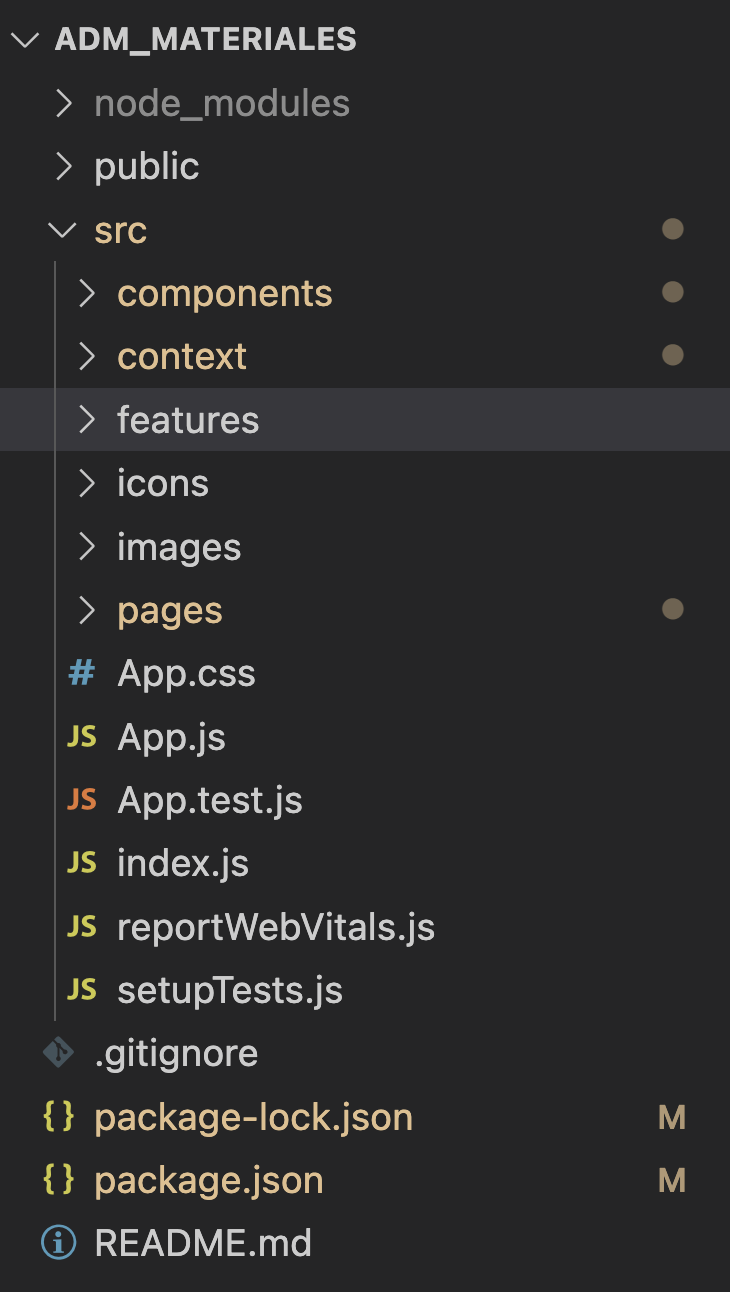 ADM_MATERIALES
node_modules
public
src
components
context
features
icons
images
pages
# App.css
JS App.js
JS App.test.js
JS index.js
JS reportWebVitals.js
JS setupTests.js
.gitignore
{} package-lock.json M
{} package.json M
README.md